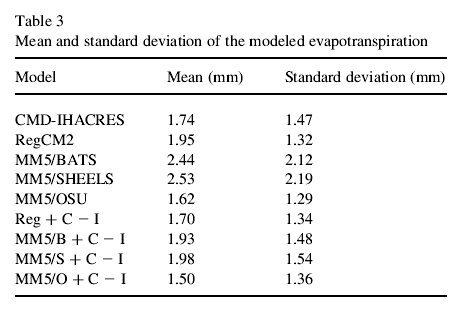 Table 3
Mean and standard deviation of the modeled evapotranspiration
Model Mean (mm) Standard deviation (mm)
CMD-IHACRES 1.74 1.47
RegCM2 1.95 1.32
MM5/BATS 2.44 2.12
MM5/SHEELS 2.53 2.19
MM5/OSU 1.62 1.29
Reg + C − I 1.70 1.34
MM5/B + C − I 1.93 1.48
MM5/S + C − I 1.98 1.54
MM5/O + C − I 1.50 1.36